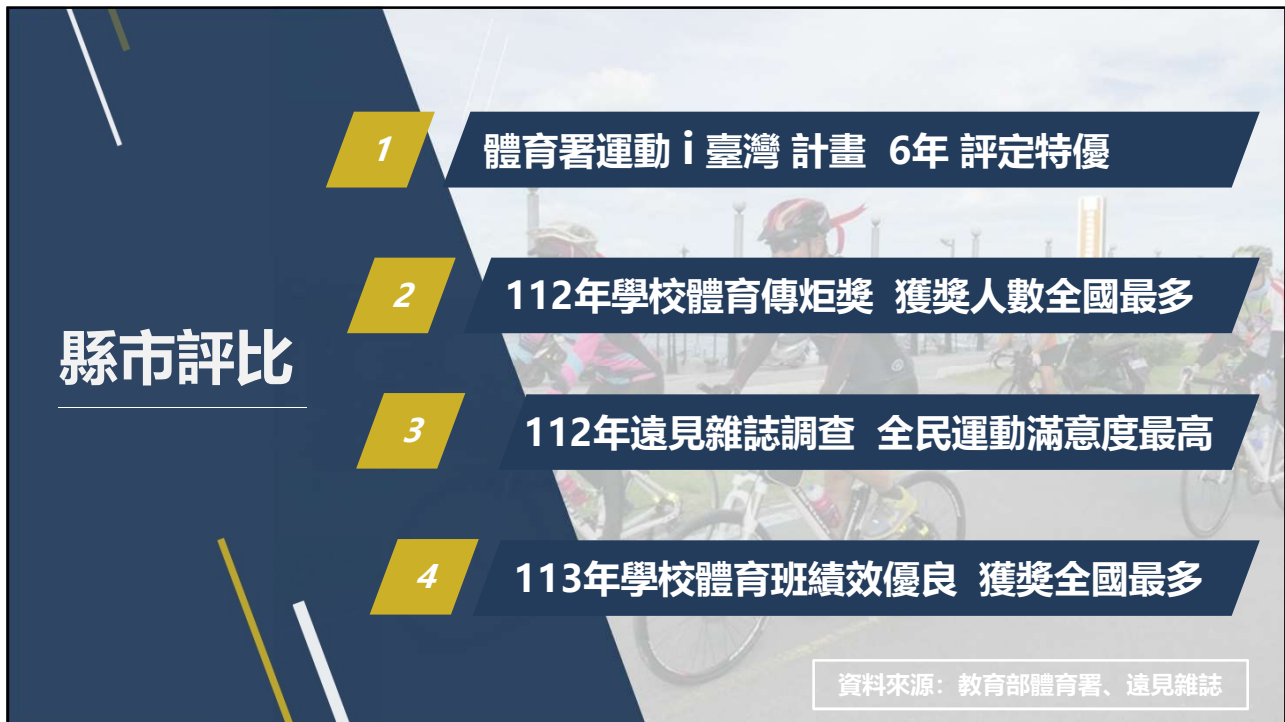 縣市評比
1
體育署運動 i 臺灣 計畫 6年 評定特優
2
112年學校體育傳炬獎 獲獎人數全國最多
3
112年遠見雜誌調查 全民運動滿意度最高
4
113年學校體育班績效優良 獲獎全國最多
資料來源：教育部體育署、遠見雜誌